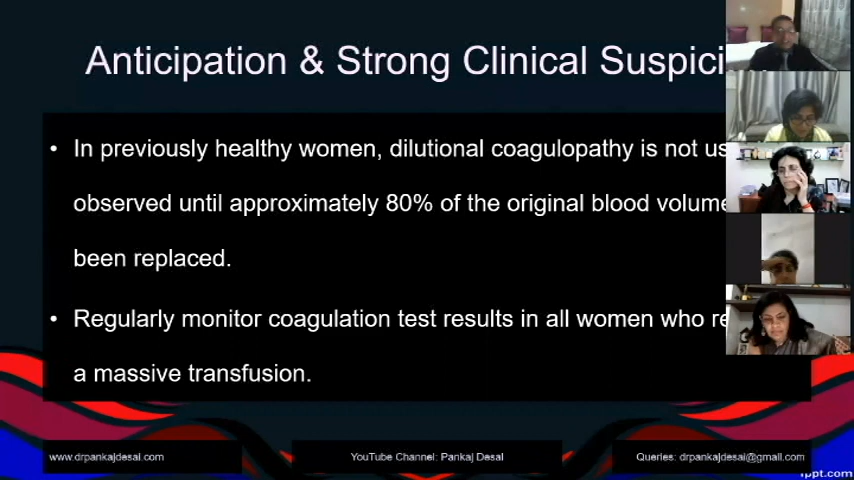 Anticipation & Strong Clinical Suspici
• In previously healthy women, dilutional coagulopathy is not us
observed until approximately 80% of the original blood volume
been replaced.
• Regularly monitor coagulation test results in all women who re
a massive transfusion.
www.drpankajdesai.com
YouTube Channel: Pankaj Desai
Queries: drpankajdesai@gmail.com
fppt.com